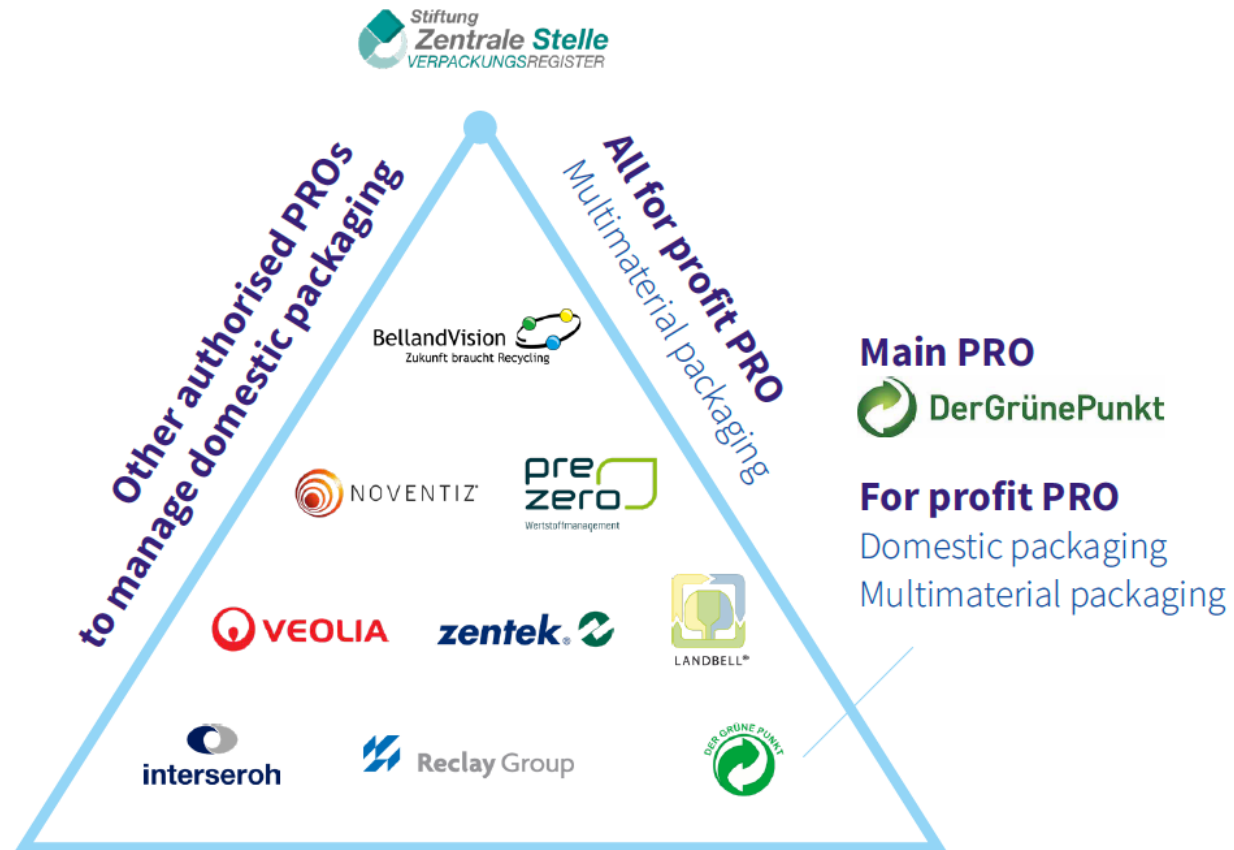 Stiftung
Zentrale Stelle
VERPACKUNGSREGISTER
Other authorised PROs
to manage domestic packaging
All for profit PRO
Multimaterial packaging
BellandVision
Zukunft braucht Recycling
NOVENTIZ
pre
zero
Wertstoffmanagement
VEOLIA
zentek®
LANDBELL®
interseroh
Reclay Group
DER GRÜNE PUNKT
Main PRO
DerGrünePunkt
For profit PRO
Domestic packaging
Multimaterial packaging